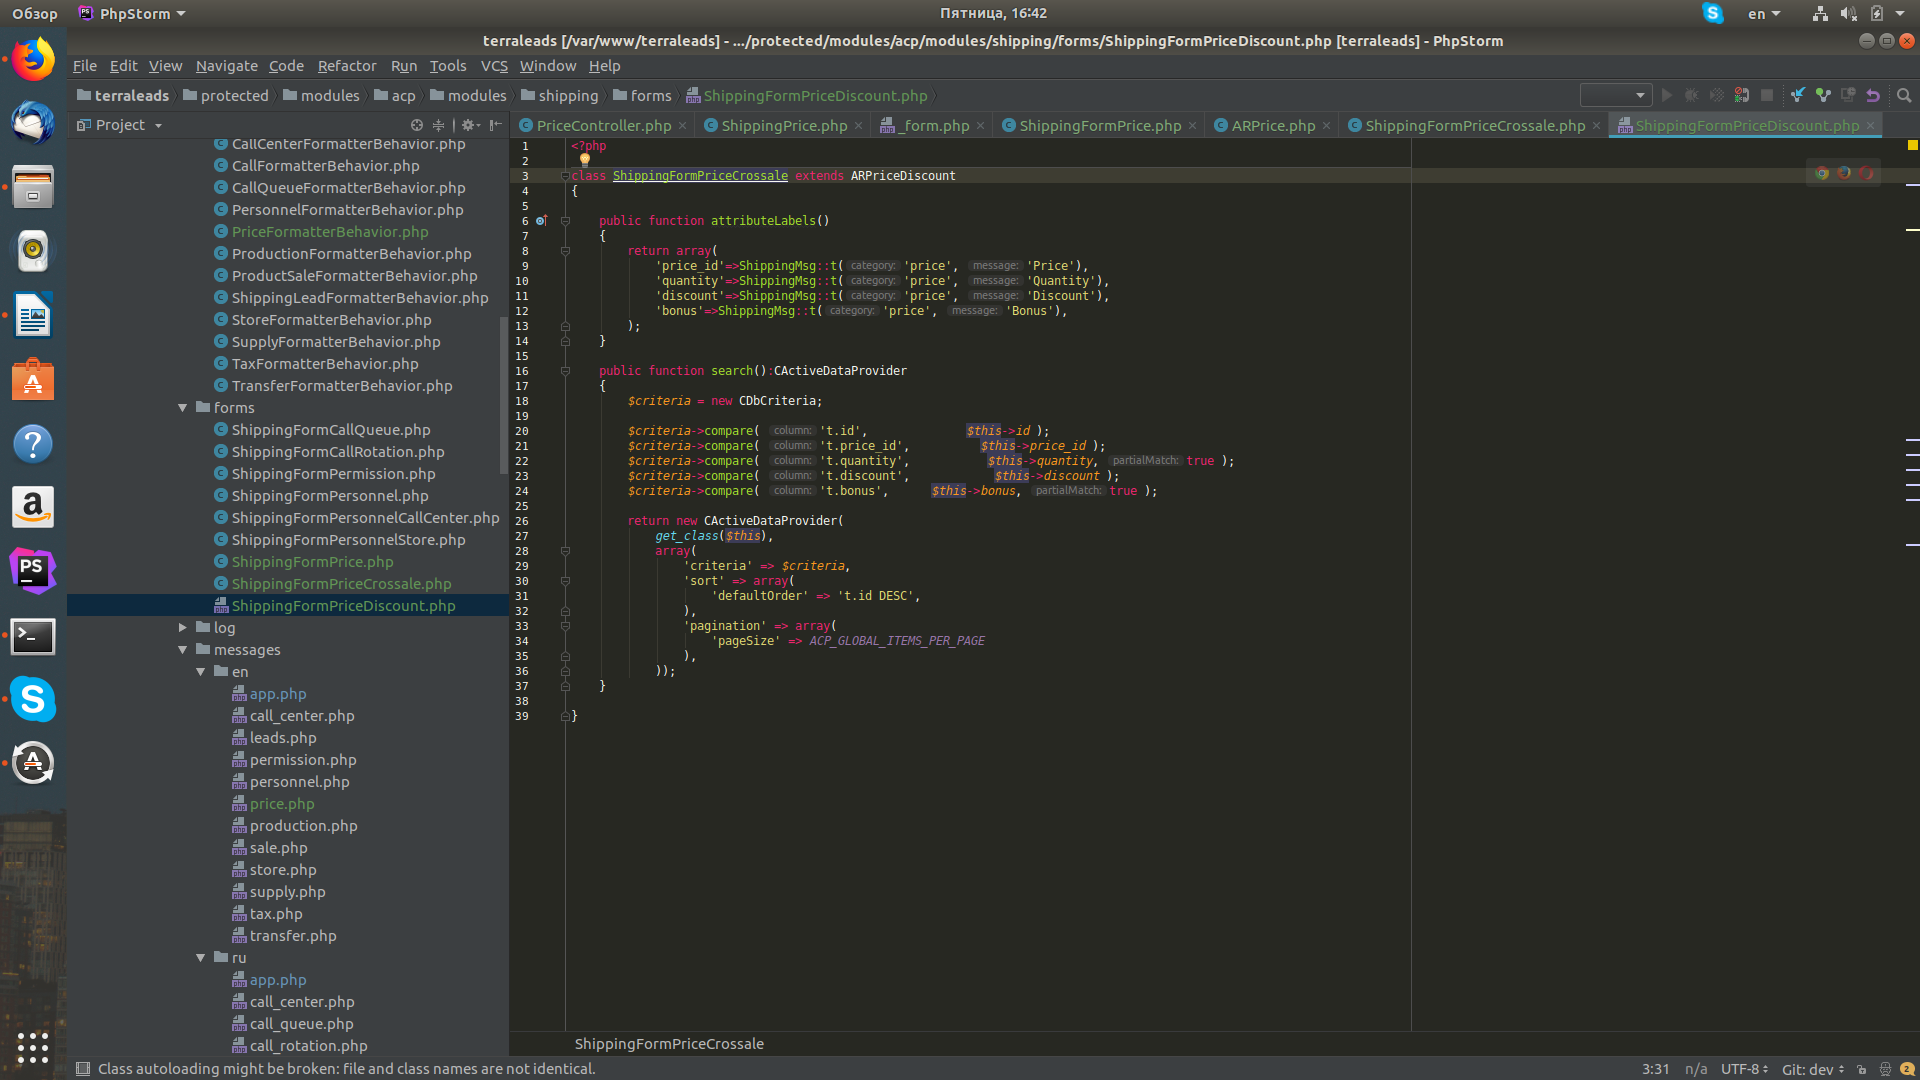 Обзор PhpStorm Пятница, 16:42 en
terraleads [/var/www/terraleads] - .../protected/modules/acp/modules/shipping/forms/ShippingFormPriceDiscount.php [terraleads] - PhpStorm
File Edit View Navigate Code Refactor Run Tools VCS Window Help
terraleads protected modules acp modules shipping forms ShippingFormPriceDiscount.php
Project
PriceController.php ShippingPrice.php _form.php ShippingFormPrice.php ARPrice.php ShippingFormPriceCrossale.php ShippingFormPriceDiscount.php
CallCenterFormatterBehavior.php
CallFormatterBehavior.php
CallQueueFormatterBehavior.php
PersonnelFormatterBehavior.php
PriceFormatterBehavior.php
ProductionFormatterBehavior.php
ProductSaleFormatterBehavior.php
ShippingLeadFormatterBehavior.php
StoreFormatterBehavior.php
SupplyFormatterBehavior.php
TaxFormatterBehavior.php
TransferFormatterBehavior.php
forms
ShippingFormCallQueue.php
ShippingFormCallRotation.php
ShippingFormPermission.php
ShippingFormPersonnel.php
ShippingFormPersonnelCallCenter.php
ShippingFormPersonnelStore.php
ShippingFormPrice.php
ShippingFormPriceCrossale.php
ShippingFormPriceDiscount.php
log
messages
en
app.php
call_center.php
leads.php
permission.php
personnel.php
price.php
production.php
sale.php
store.php
supply.php
tax.php
transfer.php
ru
app.php
call_center.php
call_queue.php
call_rotation.php
1 <?php
2
3 class ShippingFormPriceCrossale extends ARPriceDiscount
4 {
5
6 public function attributeLabels()
7 {
8 return array(
9 'price_id'=>ShippingMsg::t( category: 'price', message: 'Price'),
10 'quantity'=>ShippingMsg::t( category: 'price', message: 'Quantity'),
11 'discount'=>ShippingMsg::t( category: 'price', message: 'Discount'),
12 'bonus'=>ShippingMsg::t( category: 'price', message: 'Bonus'),
13 );
14 }
15
16 public function search():CActiveDataProvider
17 {
18 $criteria = new CDbCriteria;
19
20 $criteria->compare( column: 't.id', $this->id );
21 $criteria->compare( column: 't.price_id', $this->price_id );
22 $criteria->compare( column: 't.quantity', $this->quantity, partialMatch: true );
23 $criteria->compare( column: 't.discount', $this->discount );
24 $criteria->compare( column: 't.bonus', $this->bonus, partialMatch: true );
25
26 return new CActiveDataProvider(
27 get_class($this),
28 array(
29 'criteria' => $criteria,
30 'sort' => array(
31 'defaultOrder' => 't.id DESC',
32 ),
33 'pagination' => array(
34 'pageSize' => ACP_GLOBAL_ITEMS_PER_PAGE
35 ),
36 ));
37 }
38
39 }
ShippingFormPriceCrossale
Class autoloading might be broken: file and class names are not identical. 3:31 n/a UTF-8 Git: dev 2